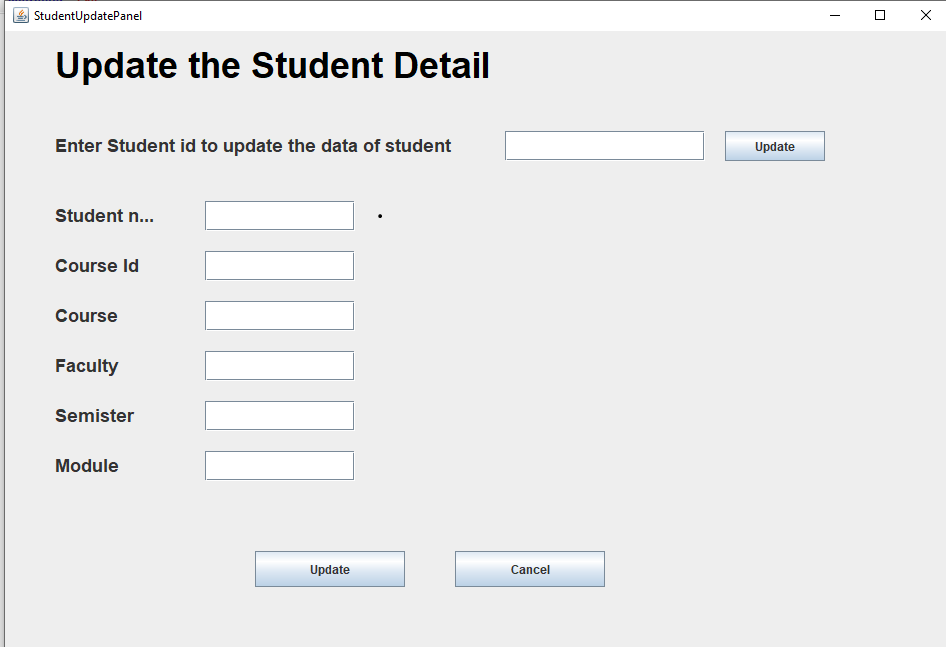 StudentUpdatePanel
Update the Student Detail
Enter Student id to update the data of student Update
Student n...
Course Id
Course
Faculty
Semister
Module
Update Cancel